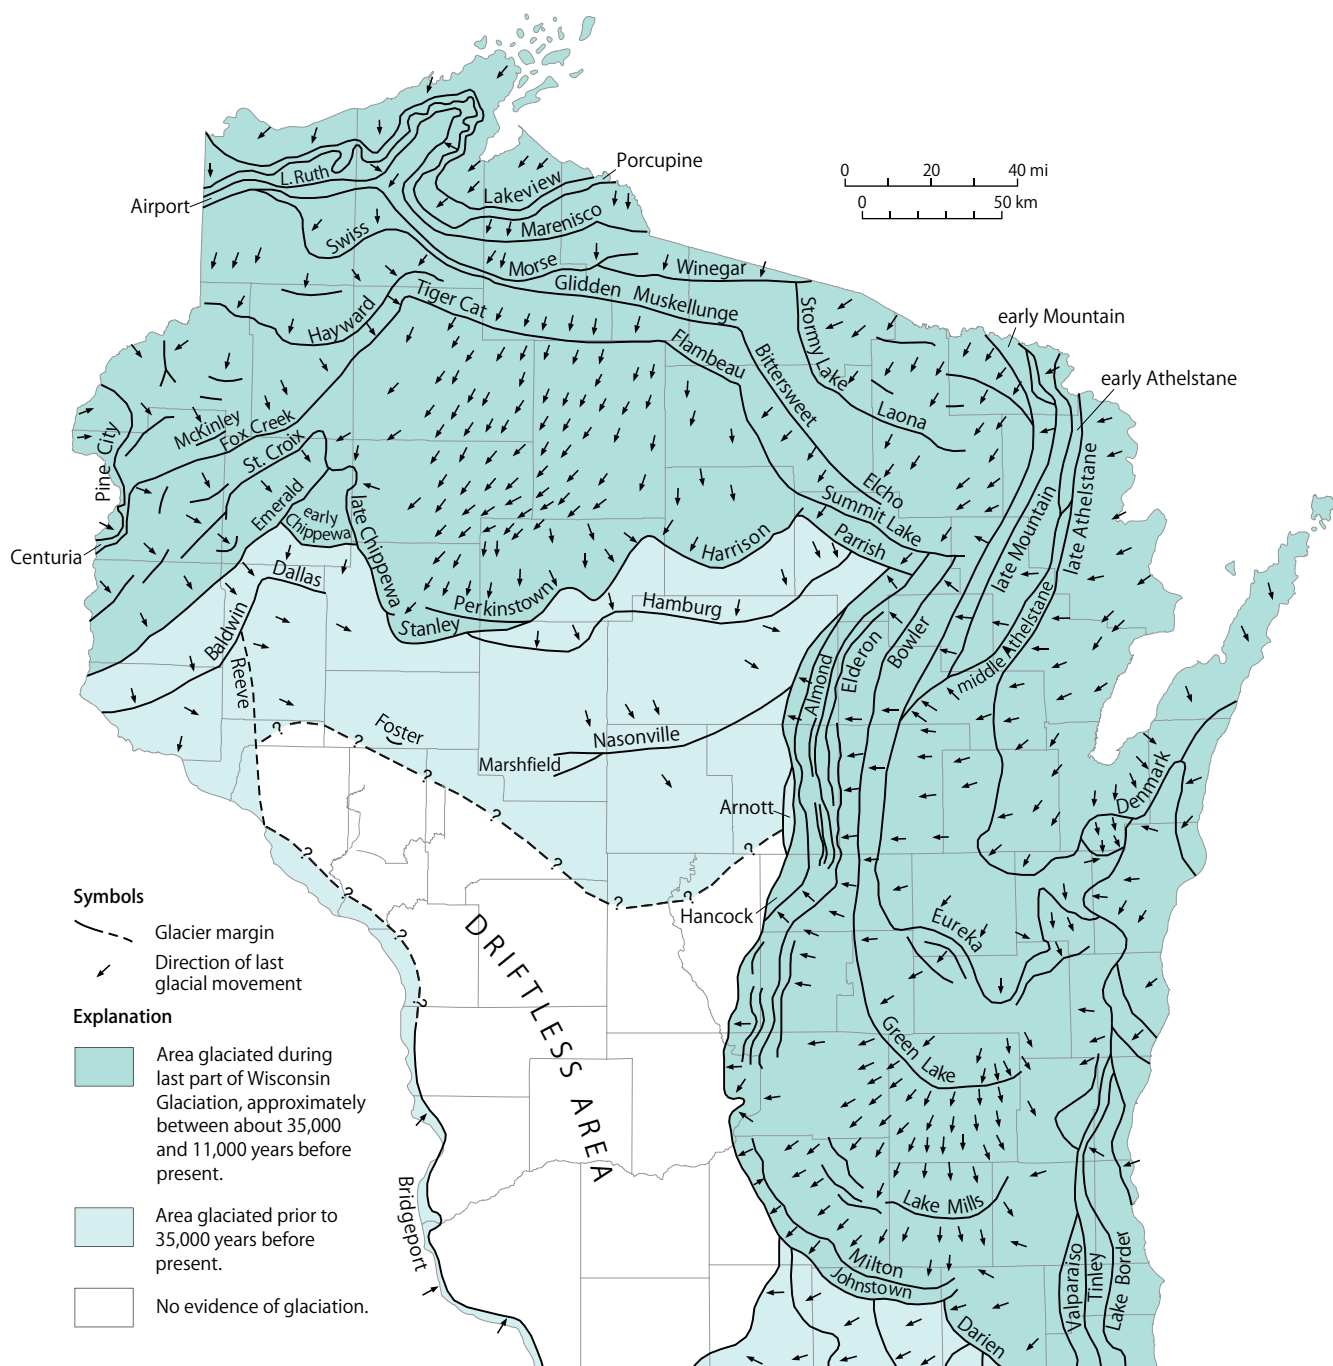 Porcupine
0 20 40 mi
0 50 km
L. Ruth
Lakeview
Airport
Marenisco
Swiss
Morse
Winegar
Glidden Muskellunge
Tiger Cat
Hayward
Stormy Lake
early Mountain
Flambeau
Bittersweet
early Athelstane
Laona
McKinley
Fox Creek
St. Croix
Pine City
Emerald
early
Chippewa
late Chippewa
Elcho
Summit Lake
Parrish
Harrison
late Mountain
late Athelstane
Centuria
Dallas
Perkinstown
Stanley
Hamburg
Baldwin
Reeve
Almond
Elderon
Bowler
middle Athelstane
Foster
Nasonville
Marshfield
Arnott
Denmark
?
?
?
?
?
?
?
?
?
?
?
?
Hancock
Eureka
DRIFTLESS AREA
Green Lake
Lake Mills
Milton
Johnstown
Darien
Valparaiso
Tinley
Lake Border
Bridgeport
Symbols
Glacier margin
Direction of last
glacial movement
Explanation
Area glaciated during
last part of Wisconsin
Glaciation, approximately
between about 35,000
and 11,000 years before
present.
Area glaciated prior to
35,000 years before
present.
No evidence of glaciation.